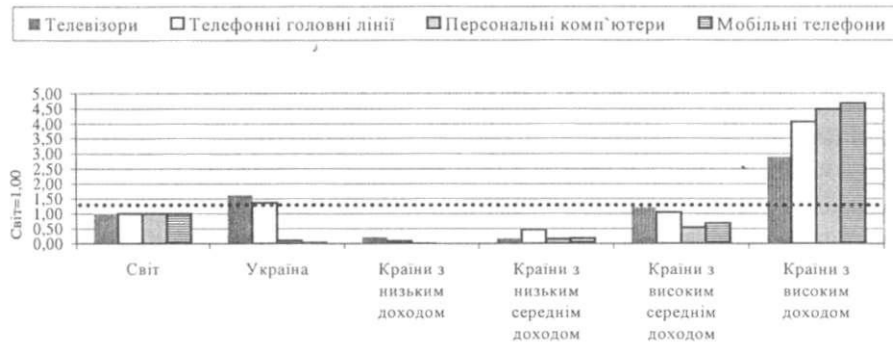 Телевізори Телефонні головні лінії Персональні комп`ютери Мобільні телефони
Світ=1,00
5,00
4,50
4,00
3,50
3,00
2,50
2,00
1,50
1,00
0,50
0,00
Світ
Україна
Країни з
низьким
доходом
Країни з
низьким
середнім
доходом
Країни з
високим
середнім
доходом
Країни з
високим
доходом